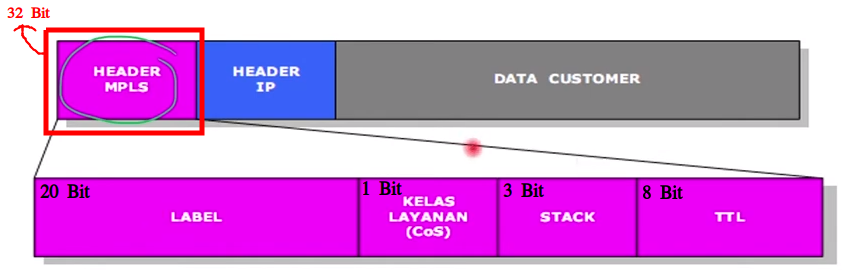 32 Bit
HEADER
MPLS
HEADER
IP
DATA CUSTOMER
20 Bit
LABEL
1 Bit
KELAS
LAYANAN
(CoS)
3 Bit
STACK
8 Bit
TTL